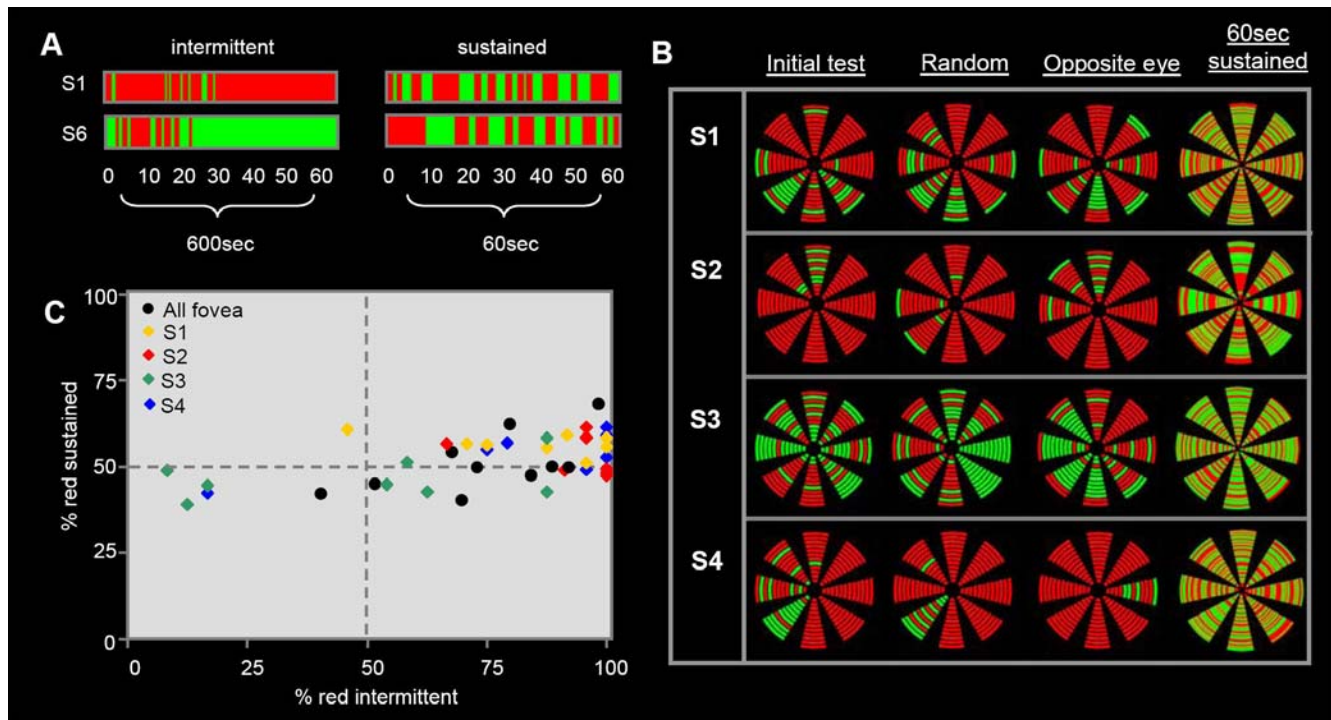 A
intermittent sustained
S1
S6
0 10 20 30 40 50 60 0 10 20 30 40 50 60
600sec 60sec
B
Initial test Random Opposite eye 60sec sustained
S1
S2
S3
S4
C
All fovea
S1
S2
S3
S4
100
75
50
25
0
% red sustained
0 25 50 75 100
% red intermittent